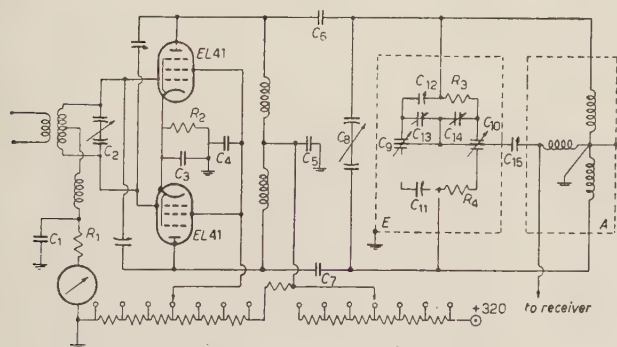 C6
EL41
C12
R3
R2
C10
C2
C4
C5
C8
C9
C13
C14
C15
C3
EL41
C11
R4
C1
R1
E
A
C7
+320
to receiver